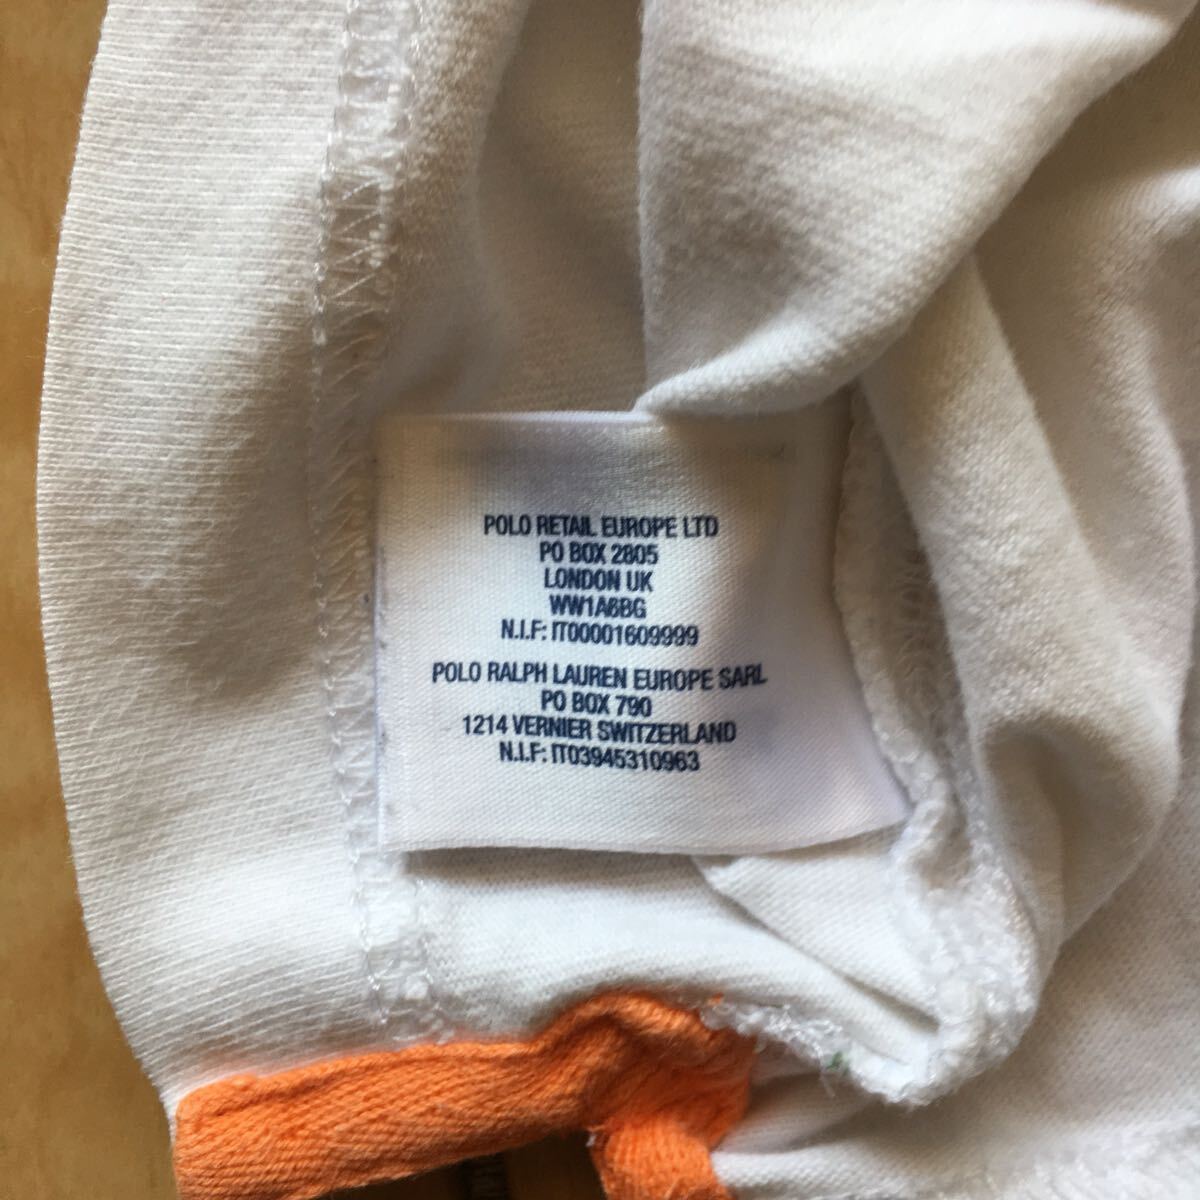 POLO RETAIL EUROPE LTD
PO BOX 2805
LONDON UK
WW1A6BG
N.I.F: IT00001609999
POLO RALPH LAUREN EUROPE SARL
PO BOX 790
1214 VERNIER SWITZERLAND
N.I.F: IT03945310963